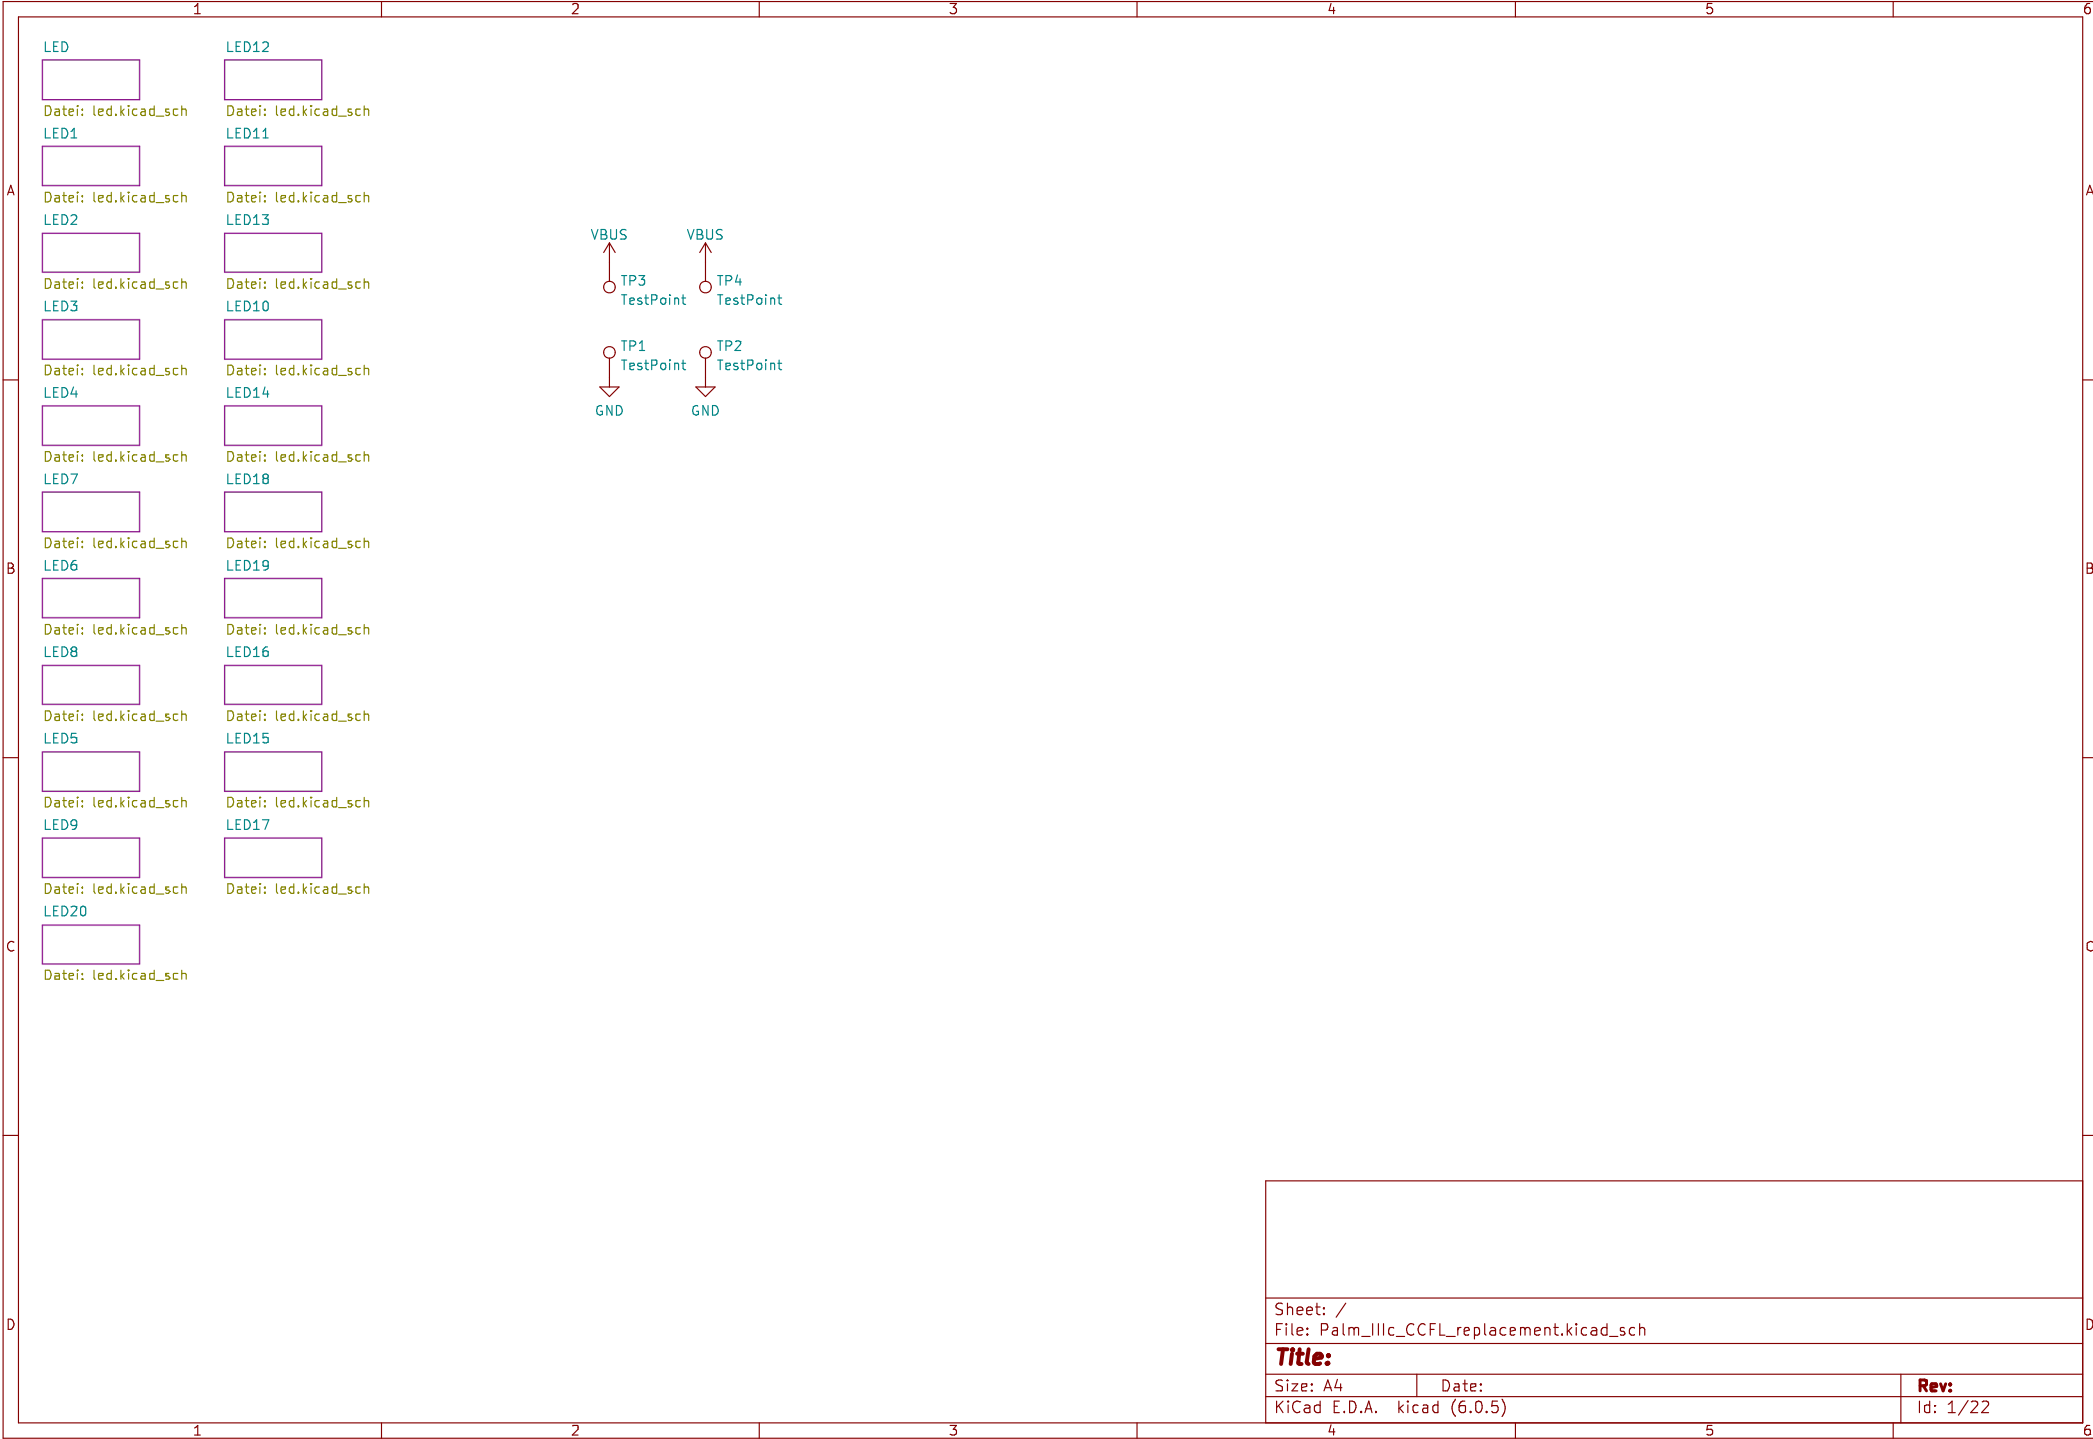 1 2 3 4 5 6
LED LED12
Datei: led.kicad_sch Datei: led.kicad_sch
LED1 LED11
A A
Datei: led.kicad_sch Datei: led.kicad_sch
LED2 LED13
VBUS VBUS
Datei: led.kicad_sch Datei: led.kicad_sch
TP3 TP4
TestPoint TestPoint
LED3 LED10
TP1 TP2
TestPoint TestPoint
Datei: led.kicad_sch Datei: led.kicad_sch
LED4 LED14
GND GND
Datei: led.kicad_sch Datei: led.kicad_sch
LED7 LED18
Datei: led.kicad_sch Datei: led.kicad_sch
LED6 LED19
B B
Datei: led.kicad_sch Datei: led.kicad_sch
LED8 LED16
Datei: led.kicad_sch Datei: led.kicad_sch
LED5 LED15
Datei: led.kicad_sch Datei: led.kicad_sch
LED9 LED17
Datei: led.kicad_sch Datei: led.kicad_sch
LED20
C C
Datei: led.kicad_sch
Sheet: /
D D
File: Palm_IIIc_CCFL_replacement.kicad_sch
Title:
Size: A4 Date: Rev:
KiCad E.D.A. kicad (6.0.5) Id: 1/22
1 2 3 4 5 6